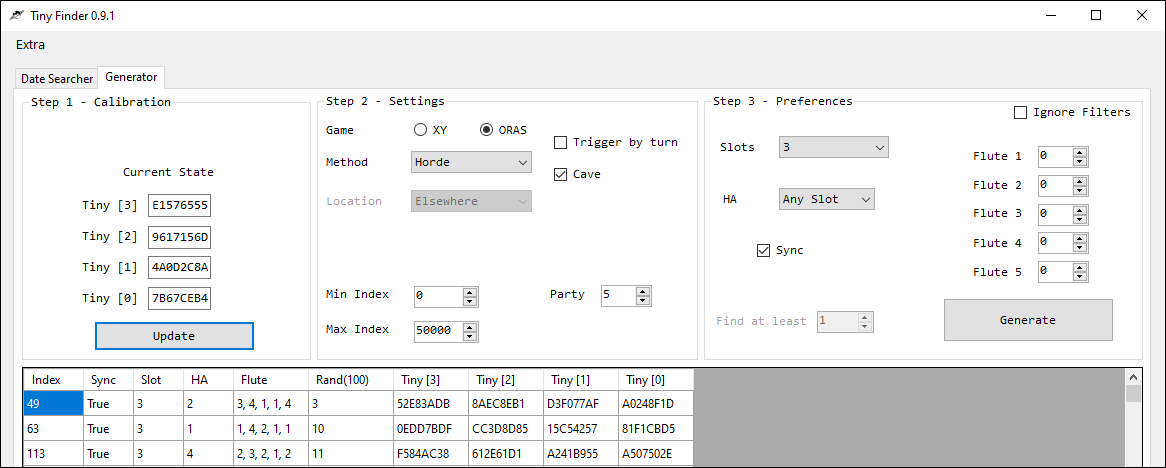 Tiny Finder 0.9.1
Extra
Date Searcher Generator
Step 1 - Calibration
Current State
Tiny [3] E1576555
Tiny [2] 9617156D
Tiny [1] 4A0D2C8A
Tiny [0] 7B67CEB4
Update
Step 2 - Settings
Game XY ORAS
Trigger by turn
Method Horde
Cave
Location Elsewhere
Min Index 0 Party 5
Max Index 50000
Step 3 - Preferences
Ignore Filters
Slots 3
Flute 1 0
Flute 2 0
HA Any Slot
Flute 3 0
Sync
Flute 4 0
Flute 5 0
Find at least 1
Generate
Index Sync Slot HA Flute Rand(100) Tiny [3] Tiny [2] Tiny [1] Tiny [0]
49 True 3 2 3, 4, 1, 1, 4 3 52E83ADB 8AEC8EB1 D3F077AF A0248F1D
63 True 3 1 1, 4, 2, 1, 1 10 0EDD7BDF CC3D8D85 15C54257 81F1CBD5
113 True 3 4 2, 3, 2, 1, 2 11 F584AC38 612E61D1 A241B955 A507502E